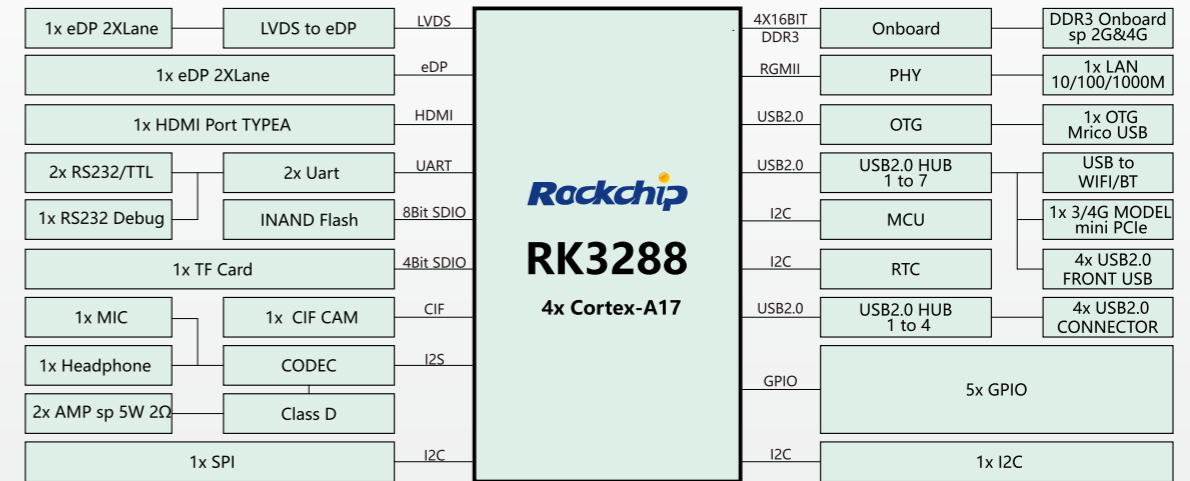 1x eDP 2XLane
LVDS to eDP
LVDS
1x eDP 2XLane
eDP
1x HDMI Port TYPEA
HDMI
2x RS232/TTL
2x Uart
UART
1x RS232 Debug
INAND Flash
8Bit SDIO
1x TF Card
4Bit SDIO
1x MIC
1x CIF CAM
CIF
1x Headphone
CODEC
I2S
2x AMP sp 5W 2Ω
Class D
1x SPI
I2C
Rockchip
RK3288
4x Cortex-A17
4X16BIT
DDR3
Onboard
DDR3 Onboard
sp 2G&4G
RGMII
PHY
1x LAN
10/100/1000M
USB2.0
OTG
1x OTG
Mrico USB
USB2.0
USB2.0 HUB
1 to 7
USB to
WIFI/BT
I2C
MCU
1x 3/4G MODEL
mini PCIe
I2C
RTC
4x USB2.0
FRONT USB
USB2.0
USB2.0 HUB
1 to 4
4x USB2.0
CONNECTOR
GPIO
5x GPIO
I2C
1x I2C